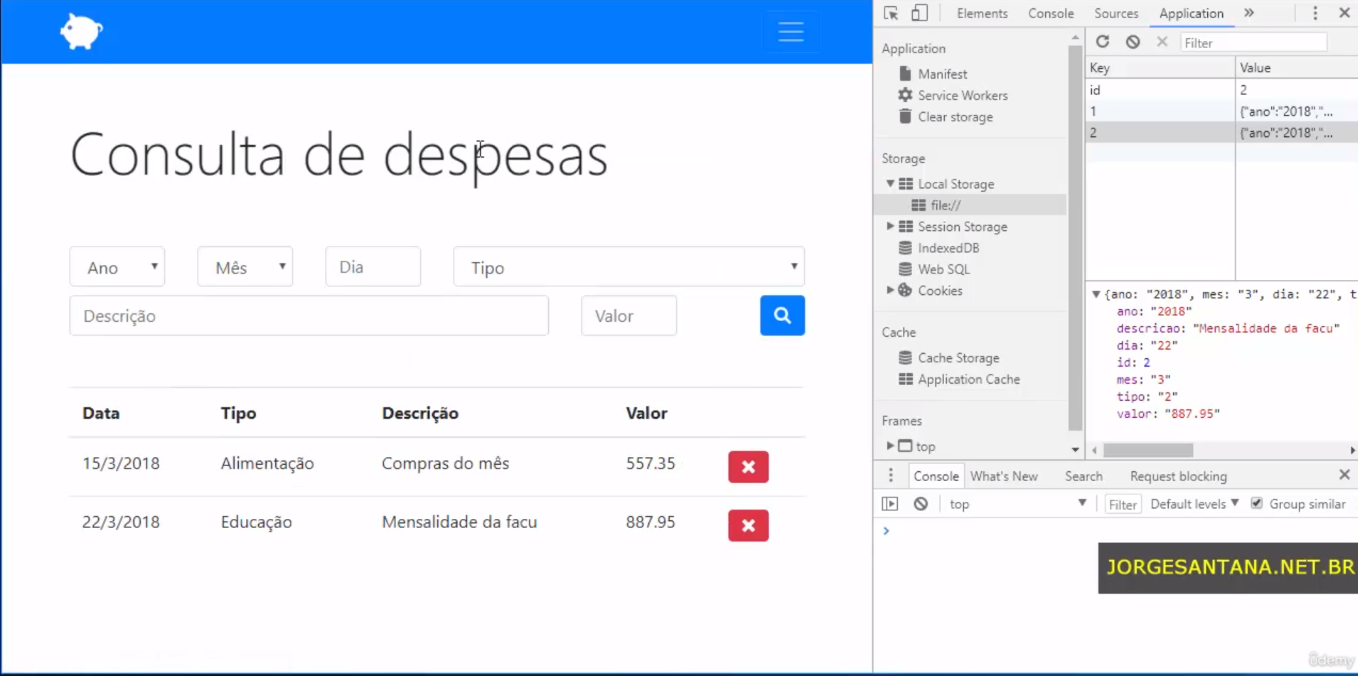 Consulta de despesas
Ano Mês Dia Tipo
Descrição Valor
Data Tipo Descrição Valor
15/3/2018 Alimentação Compras do mês 557.35
22/3/2018 Educação Mensalidade da facu 887.95
Elements Console Sources Application »
Application
Manifest
Service Workers
Clear storage
Storage
Local Storage
file://
Session Storage
IndexedDB
Web SQL
Cookies
Cache
Cache Storage
Application Cache
Frames
top
Filter
Key Value
id 2
1 {"ano":"2018","...
2 {"ano":"2018","...
{ano: "2018", mes: "3", dia: "22", t
ano: "2018"
descricao: "Mensalidade da facu"
dia: "22"
id: 2
mes: "3"
tipo: "2"
valor: "887.95"
Console What's New Search Request blocking
top Filter Default levels Group similar
JORGESANTANA.NET.BR
ûdemy